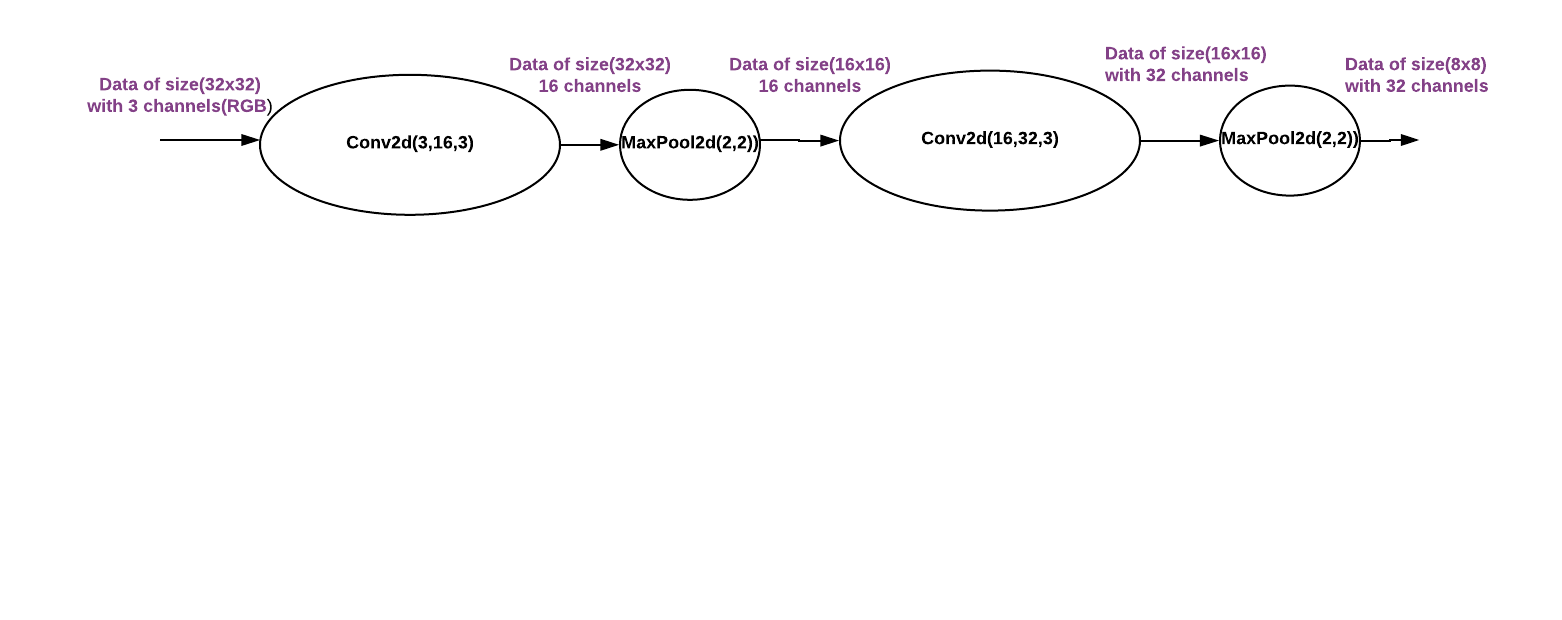 Data of size(32x32)
with 3 channels(RGB)
Conv2d(3,16,3)
Data of size(32x32)
16 channels
MaxPool2d(2,2))
Data of size(16x16)
16 channels
Conv2d(16,32,3)
Data of size(16x16)
with 32 channels
MaxPool2d(2,2))
Data of size(8x8)
with 32 channels